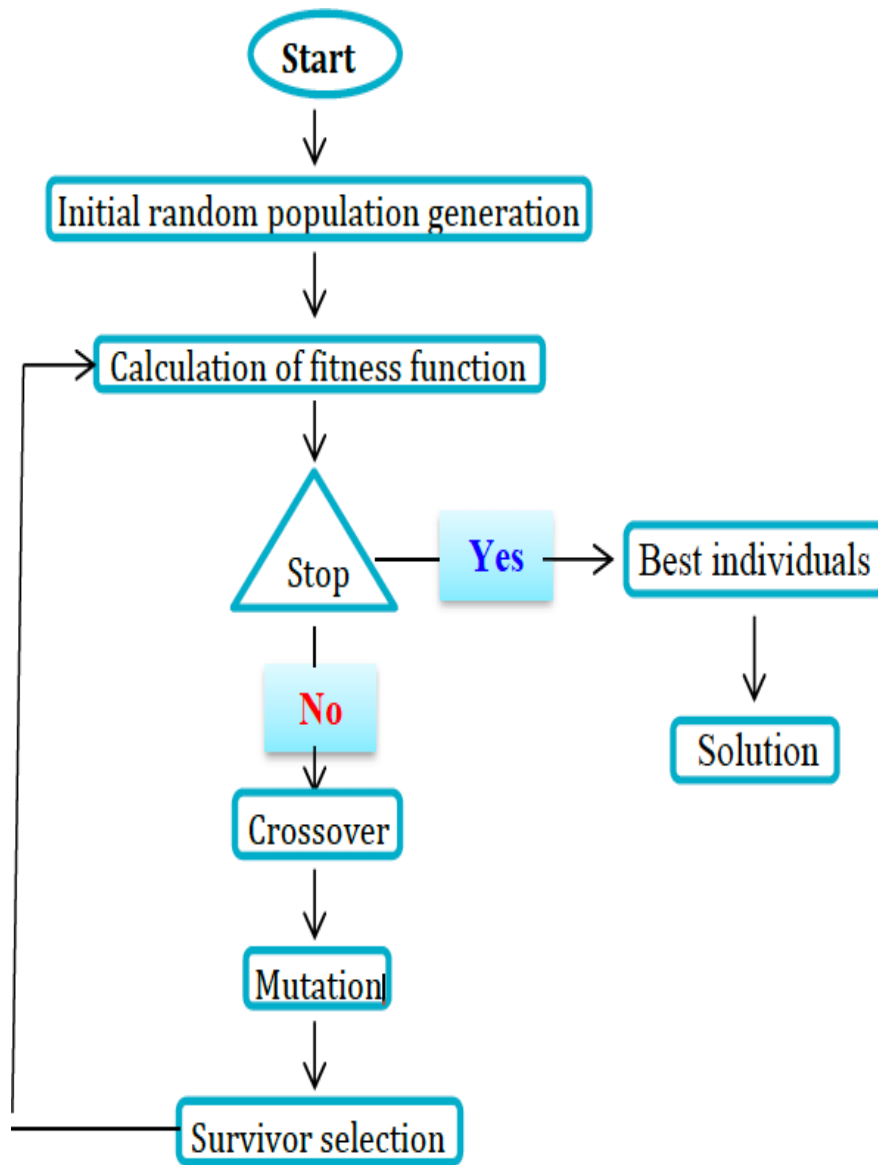 Start
Initial random population generation
Calculation of fitness function
Stop
Yes
Best individuals
Solution
No
Crossover
Mutation
Survivor selection